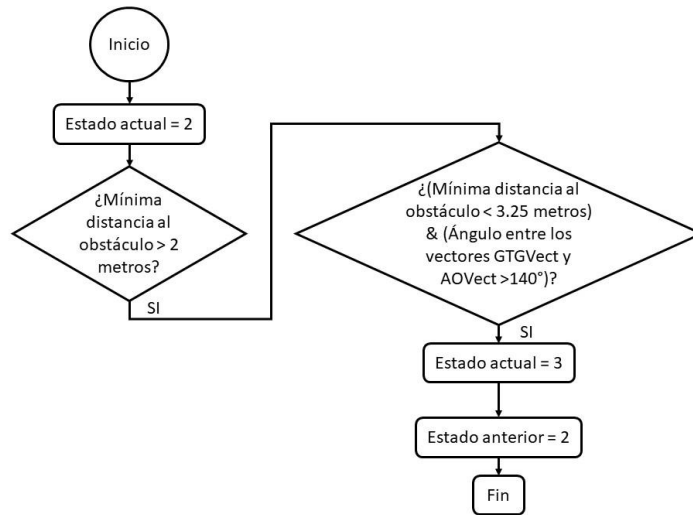 Inicio
Estado actual = 2
¿Mínima
distancia al
obstáculo > 2
metros?
SI
¿(Mínima distancia al
obstáculo < 3.25 metros)
& (Ángulo entre los
vectores GTGVect y
AOVect >140°)?
SI
Estado actual = 3
Estado anterior = 2
Fin